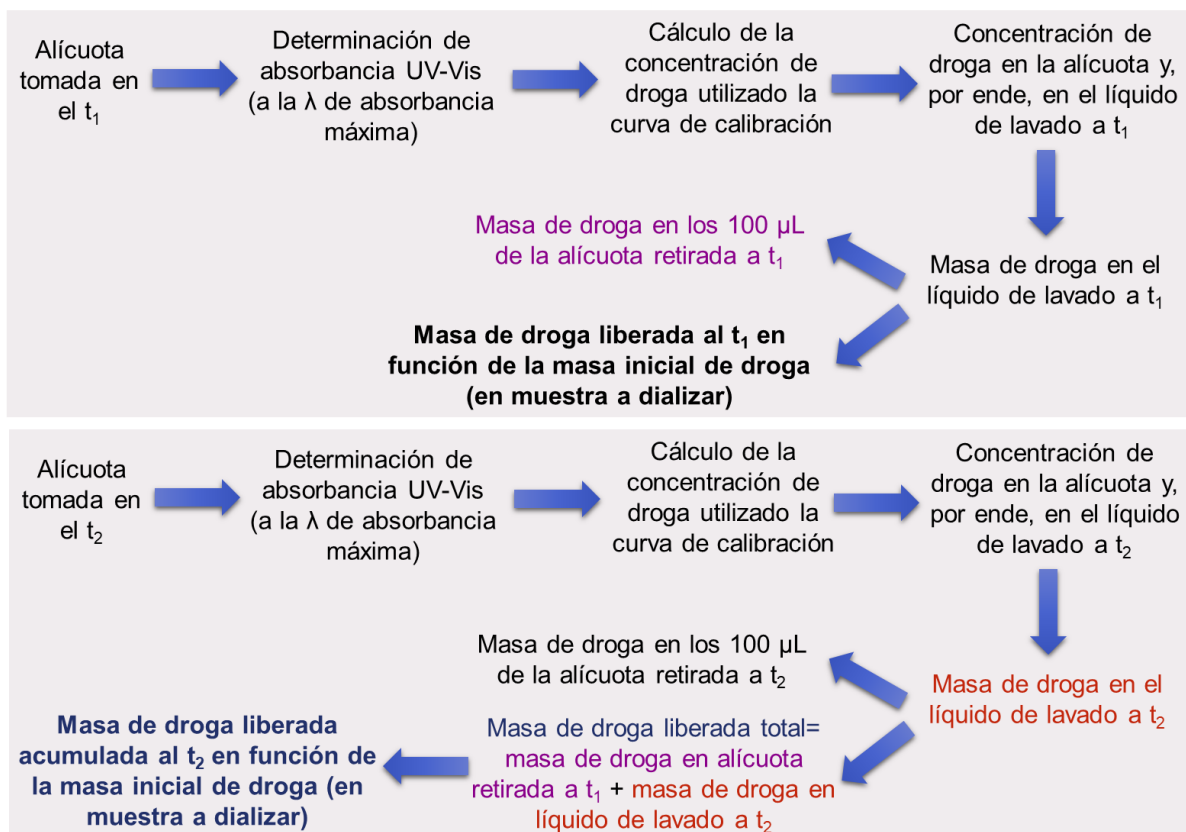 Alícuota
tomada en
el t₁
Determinación de
absorbancia UV-Vis
(a la λ de absorbancia
máxima)
Cálculo de la
concentración de
droga utilizado la
curva de calibración
Concentración de
droga en la alícuota y,
por ende, en el líquido
de lavado a t₁
Masa de droga en los 100 µL
de la alícuota retirada a t₁
Masa de droga en el
líquido de lavado a t₁
Masa de droga liberada al t₁ en
función de la masa inicial de droga
(en muestra a dializar)
Alícuota
tomada en
el t₂
Determinación de
absorbancia UV-Vis
(a la λ de absorbancia
máxima)
Cálculo de la
concentración de
droga utilizado la
curva de calibración
Concentración de
droga en la alícuota y,
por ende, en el líquido
de lavado a t₂
Masa de droga en los 100 µL
de la alícuota retirada a t₂
Masa de droga en el
líquido de lavado a t₂
Masa de droga liberada total=
masa de droga en alícuota
retirada a t₁ + masa de droga en
líquido de lavado a t₂
Masa de droga liberada
acumulada al t₂ en función de
la masa inicial de droga (en
muestra a dializar)